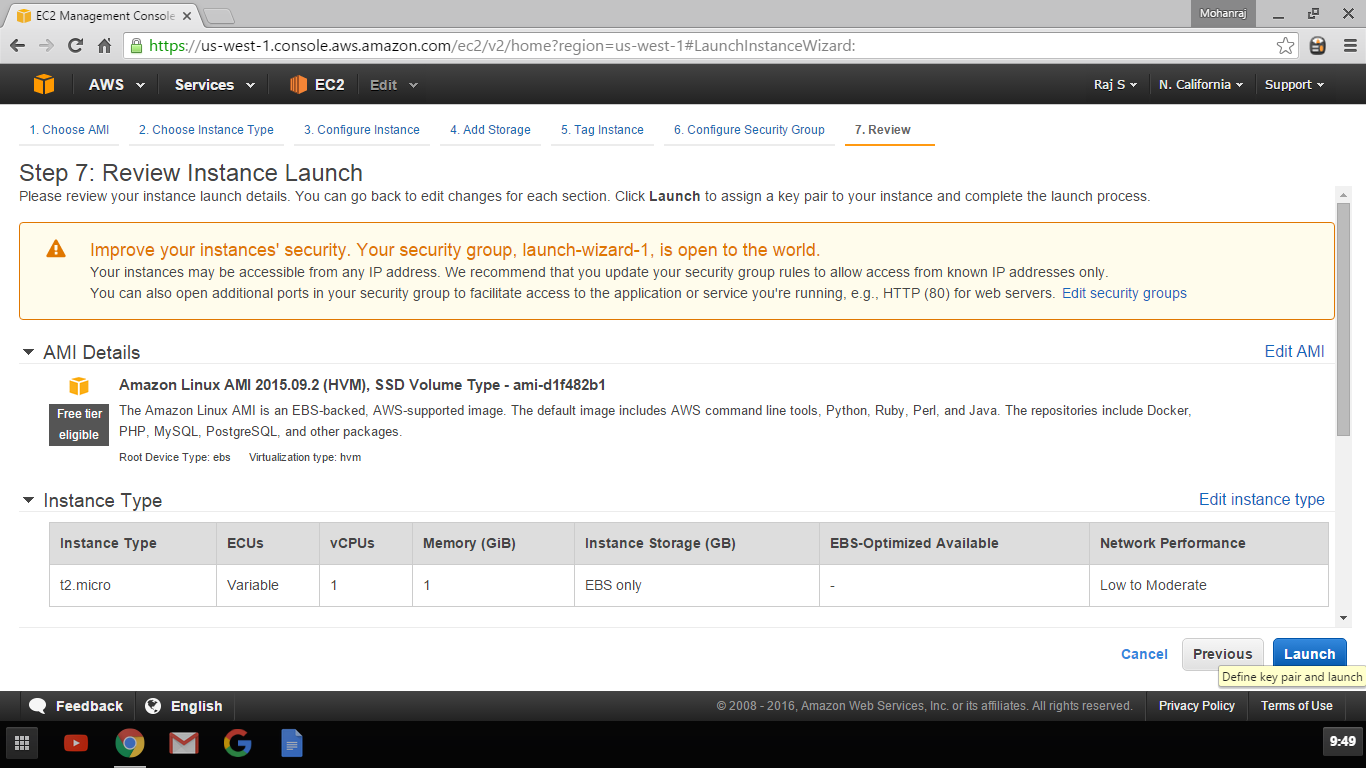 EC2 Management Console
Mohanraj
https://us-west-1.console.aws.amazon.com/ec2/v2/home?region=us-west-1#LaunchInstanceWizard:
AWS Services EC2 Edit Raj S N. California Support
1. Choose AMI 2. Choose Instance Type 3. Configure Instance 4. Add Storage 5. Tag Instance 6. Configure Security Group 7. Review
Step 7: Review Instance Launch
Please review your instance launch details. You can go back to edit changes for each section. Click Launch to assign a key pair to your instance and complete the launch process.
Improve your instances' security. Your security group, launch-wizard-1, is open to the world.
Your instances may be accessible from any IP address. We recommend that you update your security group rules to allow access from known IP addresses only.
You can also open additional ports in your security group to facilitate access to the application or service you're running, e.g., HTTP (80) for web servers. Edit security groups
AMI Details Edit AMI
Amazon Linux AMI 2015.09.2 (HVM), SSD Volume Type - ami-d1f482b1
Free tier
eligible
The Amazon Linux AMI is an EBS-backed, AWS-supported image. The default image includes AWS command line tools, Python, Ruby, Perl, and Java. The repositories include Docker,
PHP, MySQL, PostgreSQL, and other packages.
Root Device Type: ebs Virtualization type: hvm
Instance Type Edit instance type
Instance Type ECUs vCPUs Memory (GiB) Instance Storage (GB) EBS-Optimized Available Network Performance
t2.micro Variable 1 1 EBS only - Low to Moderate
Cancel Previous Launch
Define key pair and launch
Feedback English © 2008 - 2016, Amazon Web Services, Inc. or its affiliates. All rights reserved. Privacy Policy Terms of Use
9:49